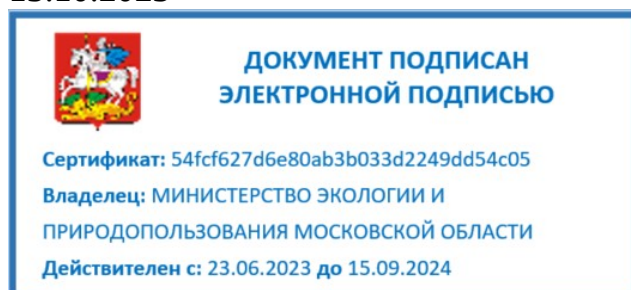 ДОКУМЕНТ ПОДПИСАН
ЭЛЕКТРОННОЙ ПОДПИСЬЮ
Сертификат: 54fcf627d6e80ab3b033d2249dd54c05
Владелец: МИНИСТЕРСТВО ЭКОЛОГИИ И
ПРИРОДОПОЛЬЗОВАНИЯ МОСКОВСКОЙ ОБЛАСТИ
Действителен с: 23.06.2023 до 15.09.2024